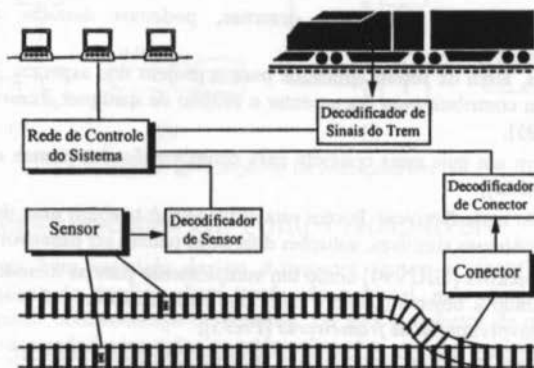 Rede de Controle
do Sistema
Decodificador de
Sinais do Trem
Decodificador
de Conector
Sensor
Decodificador
de Sensor
Conector